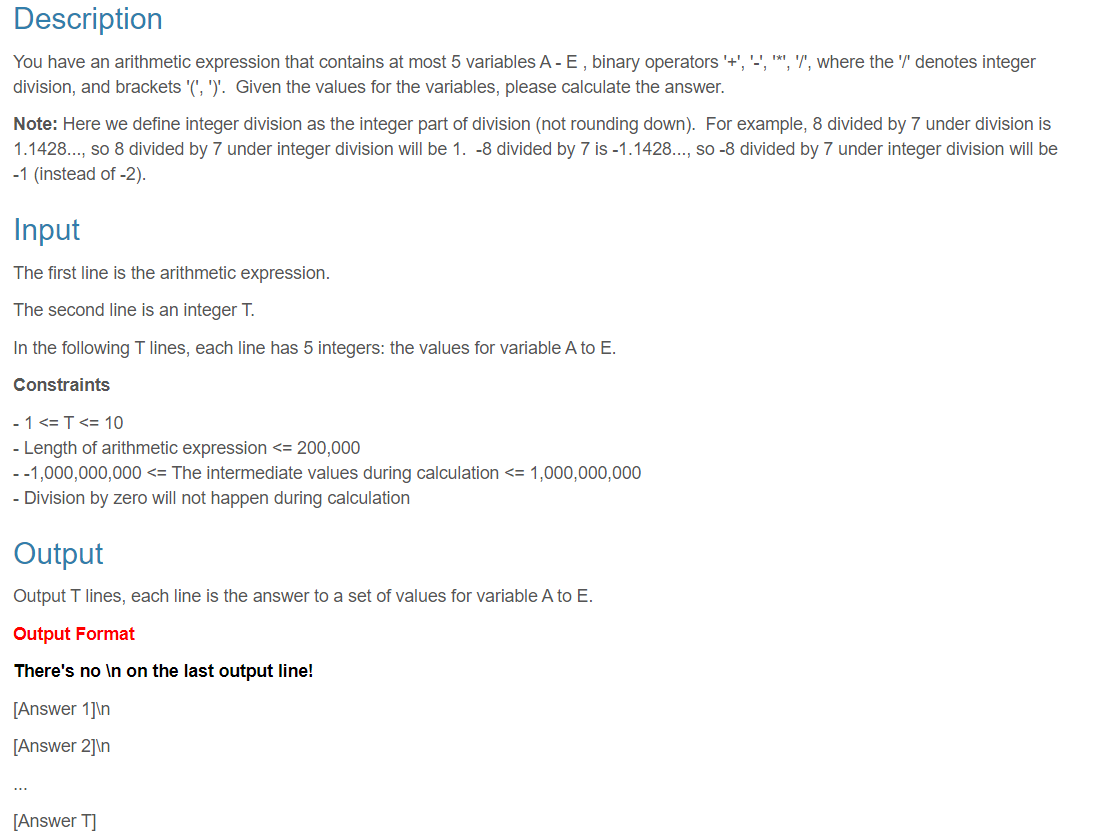 Description
You have an arithmetic expression that contains at most 5 variables A - E , binary operators '+', '-', '*', '/', where the '/' denotes integer
division, and brackets '(', ')'.  Given the values for the variables, please calculate the answer.
Note: Here we define integer division as the integer part of division (not rounding down).  For example, 8 divided by 7 under division is
1.1428..., so 8 divided by 7 under integer division will be 1.  -8 divided by 7 is -1.1428..., so -8 divided by 7 under integer division will be
-1 (instead of -2).
Input
The first line is the arithmetic expression.
The second line is an integer T.
In the following T lines, each line has 5 integers: the values for variable A to E.
Constraints
- 1 <= T <= 10
- Length of arithmetic expression <= 200,000
- -1,000,000,000 <= The intermediate values during calculation <= 1,000,000,000
- Division by zero will not happen during calculation
Output
Output T lines, each line is the answer to a set of values for variable A to E.
Output Format
There's no \n on the last output line!
[Answer 1]\n
[Answer 2]\n
...
[Answer T]